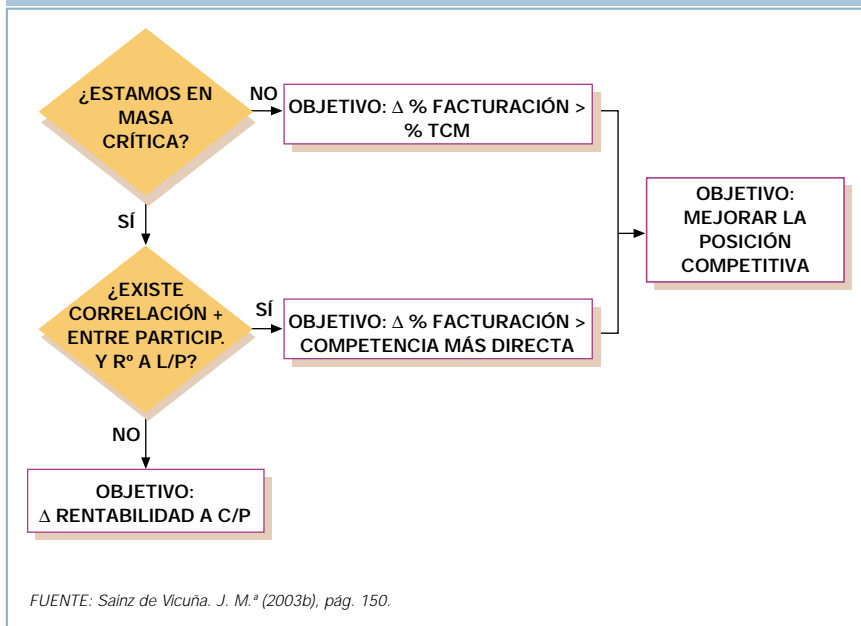 ¿ESTAMOS EN
MASA
CRÍTICA?
NO
OBJETIVO: ∆ % FACTURACIÓN >
% TCM
OBJETIVO:
MEJORAR LA
POSICIÓN
COMPETITIVA
SÍ
¿EXISTE
CORRELACIÓN +
ENTRE PARTICIP.
Y Rº A L/P?
SÍ
OBJETIVO: ∆ % FACTURACIÓN >
COMPETENCIA MÁS DIRECTA
NO
OBJETIVO:
∆ RENTABILIDAD A C/P
FUENTE: Sainz de Vicuña. J. M.ª (2003b), pág. 150.